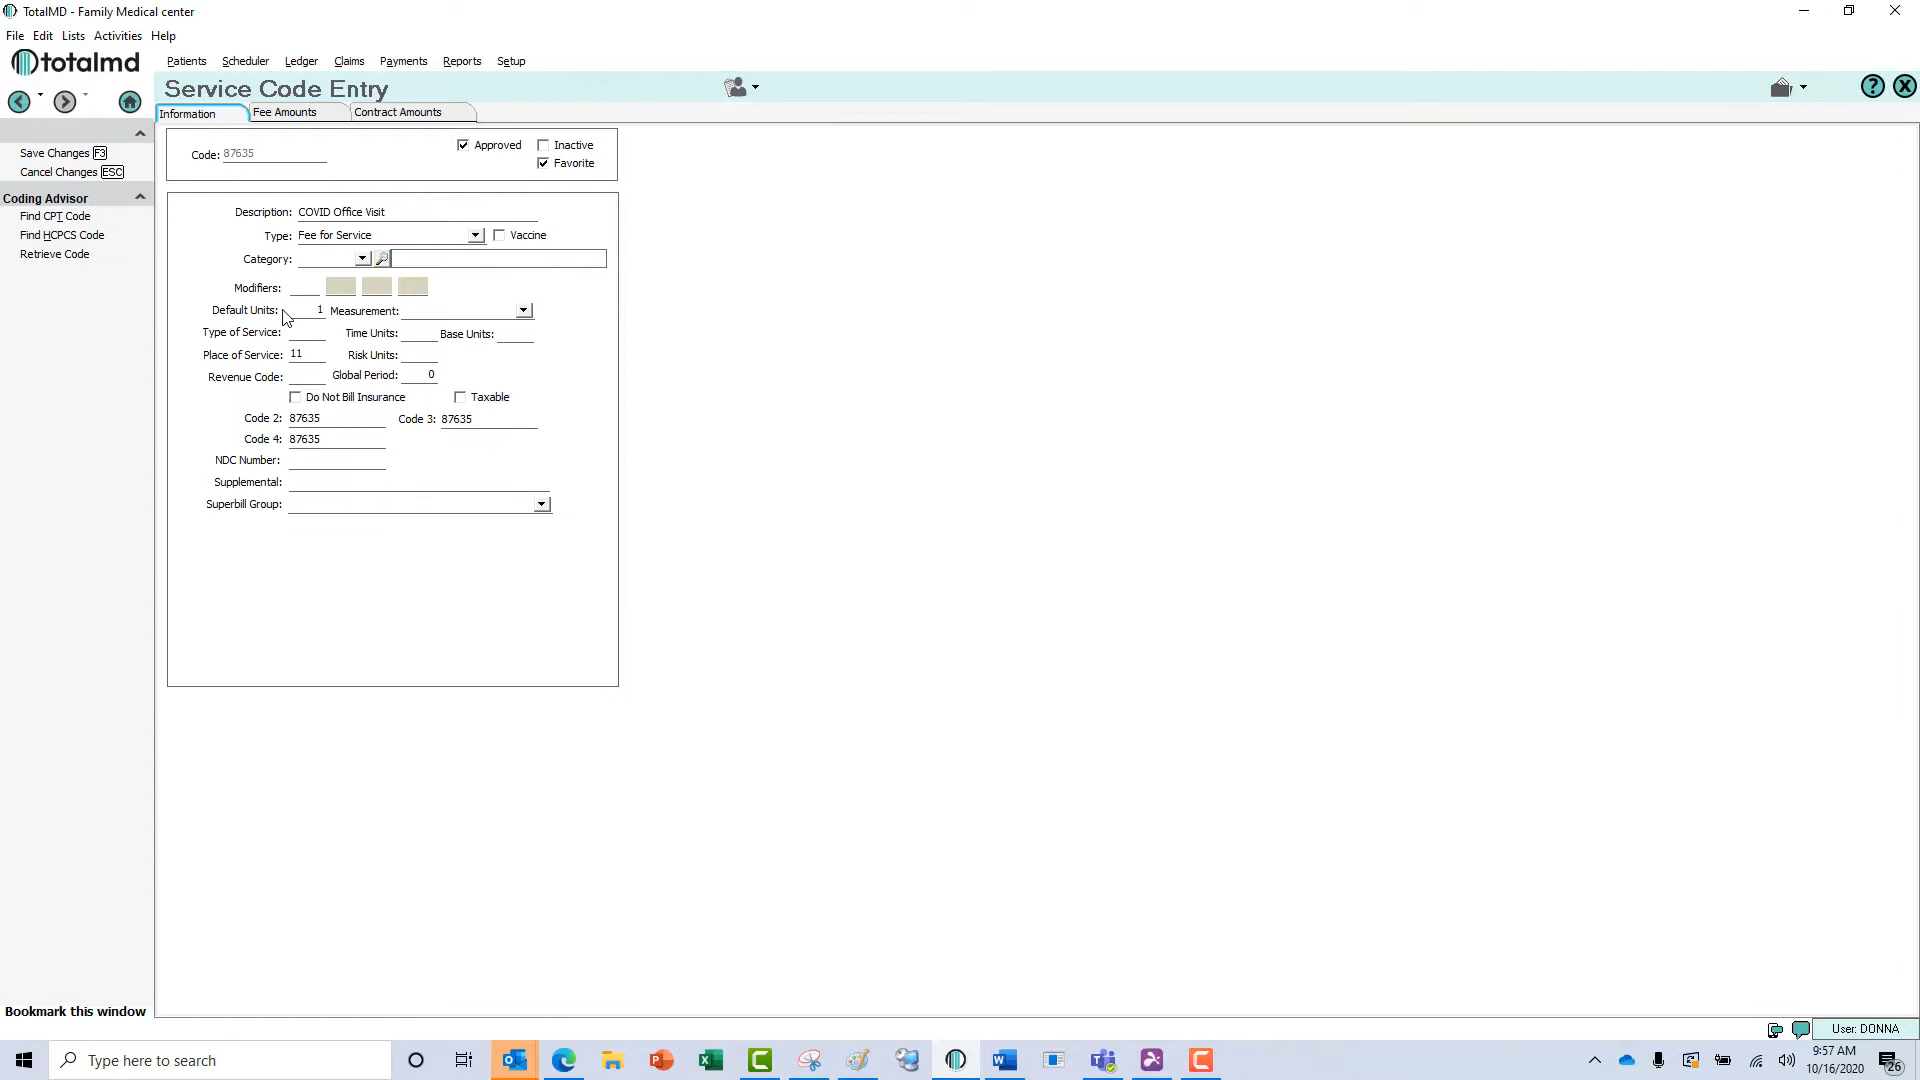 TotalMD - Family Medical center
File Edit Lists Activities Help
totalmd
Patients Scheduler Ledger Claims Payments Reports Setup
Service Code Entry
Information Fee Amounts Contract Amounts
Save Changes F3
Cancel Changes ESC
Coding Advisor
Find CPT Code
Find HCPCS Code
Retrieve Code
Code: 87635 Approved Inactive
Favorite
Description: COVID Office Visit
Type: Fee for Service Vaccine
Category:
Modifiers:
Default Units: 1 Measurement:
Type of Service: Time Units: Base Units:
Place of Service: 11 Risk Units:
Revenue Code: Global Period: 0
Do Not Bill Insurance Taxable
Code 2: 87635 Code 3: 87635
Code 4: 87635
NDC Number:
Supplemental:
Superbill Group:
Bookmark this window
User: DONNA
Type here to search
9:57 AM
10/16/2020
26